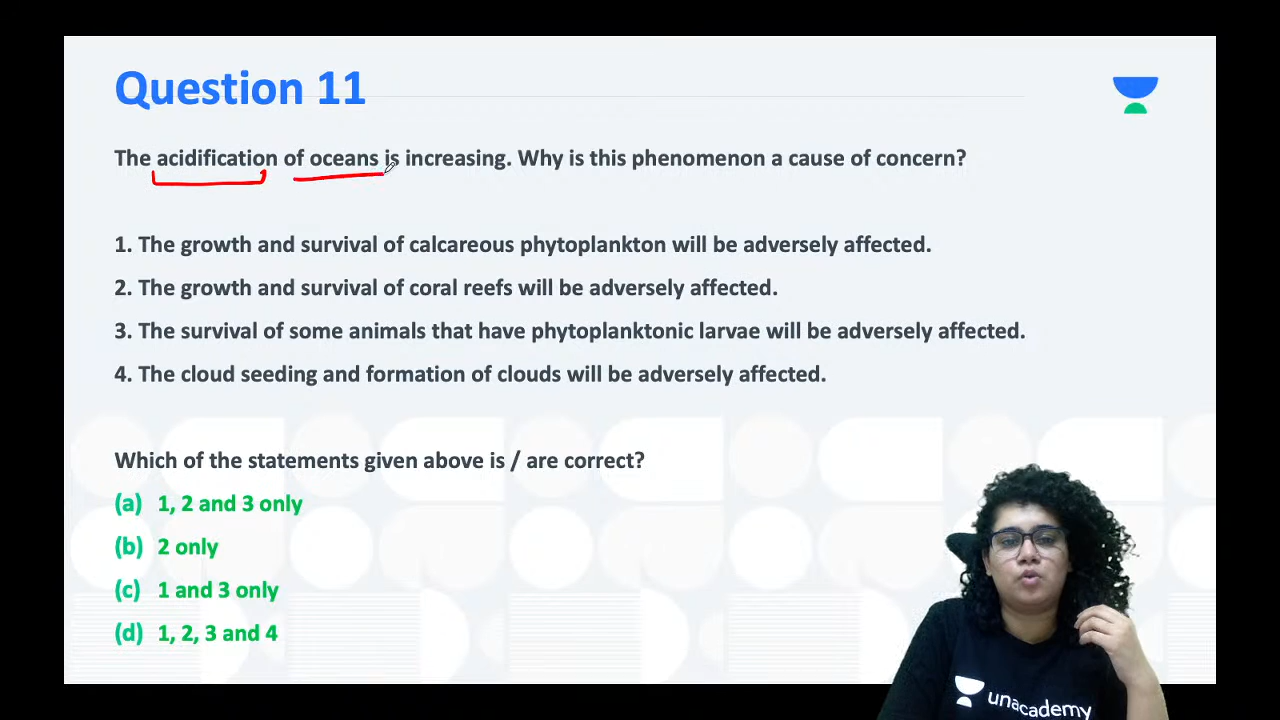 Question 11
The acidification of oceans is increasing. Why is this phenomenon a cause of concern?
1. The growth and survival of calcareous phytoplankton will be adversely affected.
2. The growth and survival of coral reefs will be adversely affected.
3. The survival of some animals that have phytoplanktonic larvae will be adversely affected.
4. The cloud seeding and formation of clouds will be adversely affected.
Which of the statements given above is / are correct?
(a) 1, 2 and 3 only
(b) 2 only
(c) 1 and 3 only
(d) 1, 2, 3 and 4
unacademy